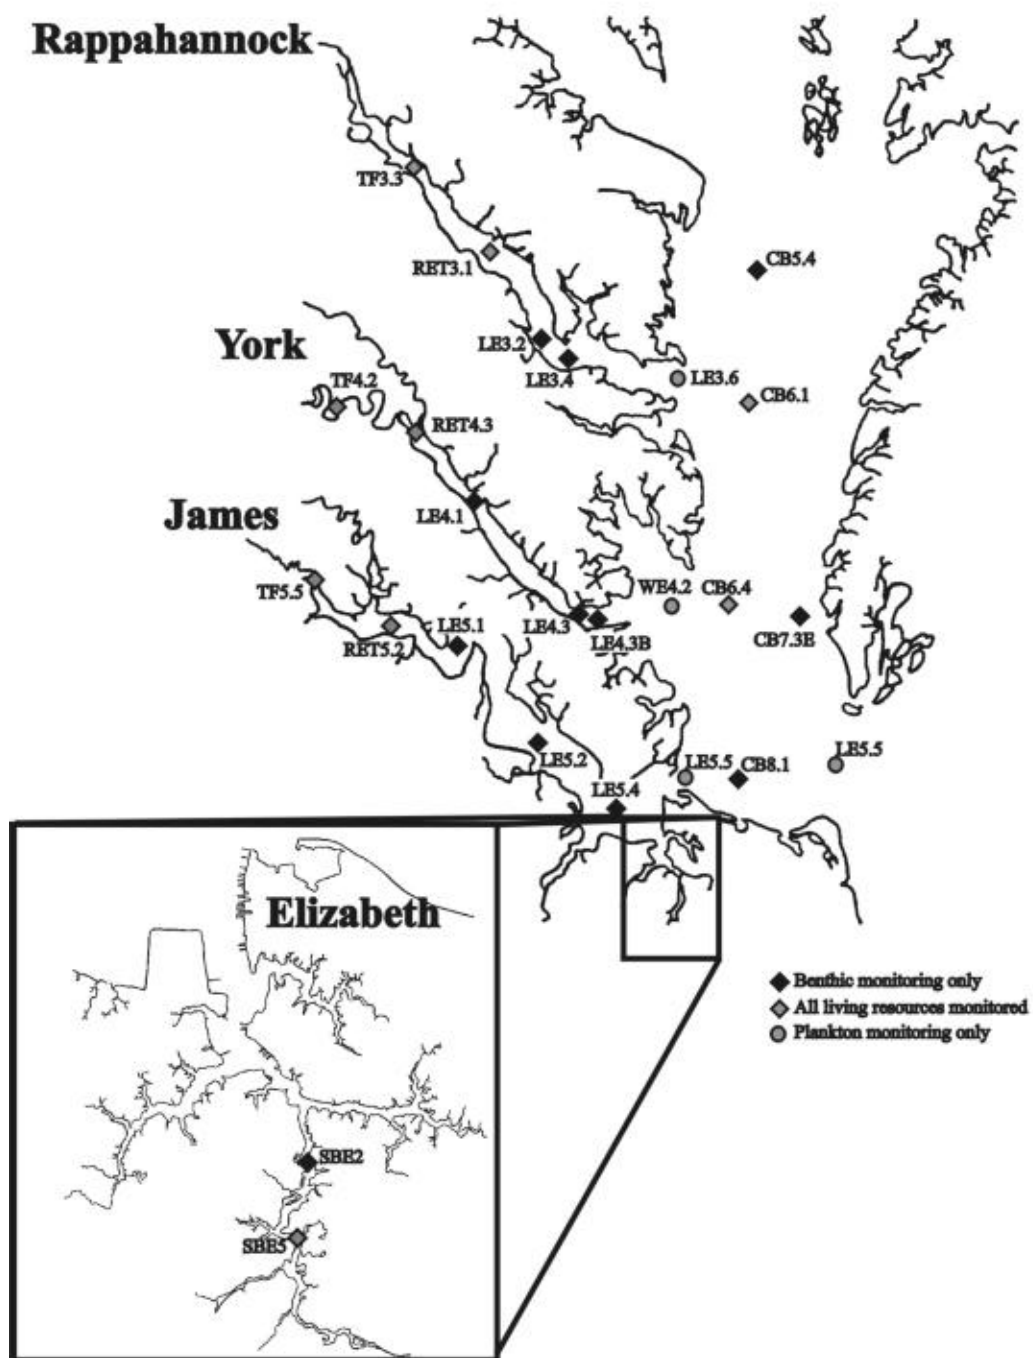 Rappahannock
TF3.3
RET3.1
CB5.4
LE3.2
LE3.4
LE3.6
CB6.1
York
TF4.2
RET4.3
LE4.1
James
TF5.5
RET5.2
LE5.1
LE4.3
LE4.3B
WE4.2
CB6.4
CB7.3E
LE5.2
LE5.4
LE5.5
CB8.1
LE5.5
Elizabeth
SBE2
SBE5
Benthic monitoring only
All living resources monitored
Plankton monitoring only